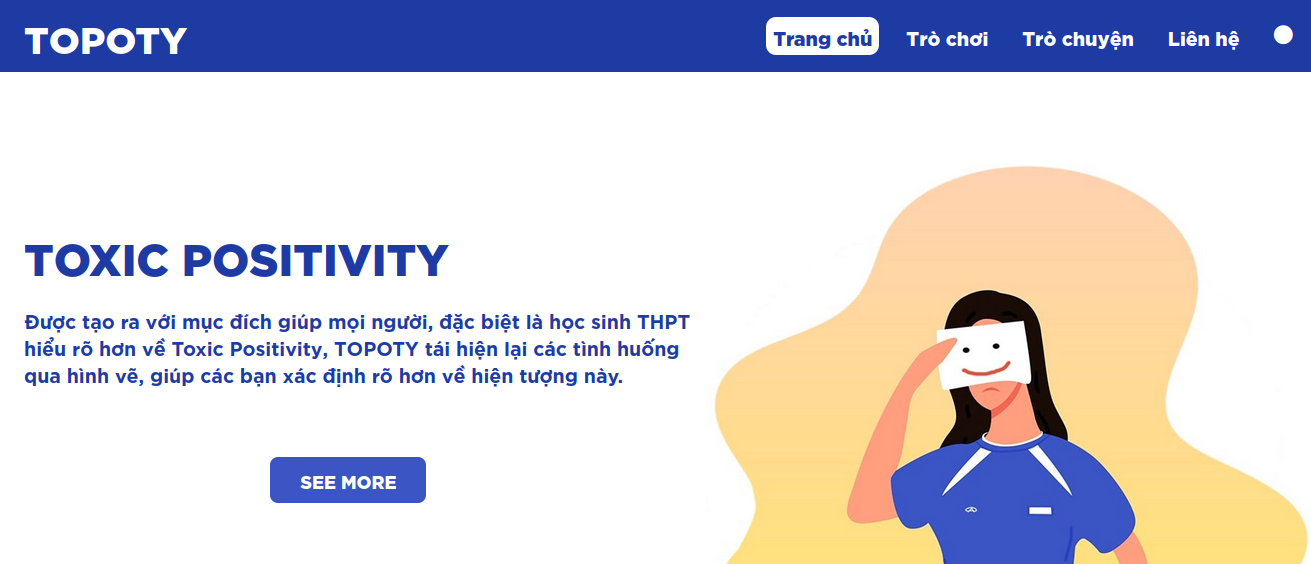 TOPOTY
Trang chủ
Trò chơi
Trò chuyện
Liên hệ
TOXIC POSITIVITY
Được tạo ra với mục đích giúp mọi người, đặc biệt là học sinh THPT
hiểu rõ hơn về Toxic Positivity, TOPOTY tái hiện lại các tình huống
qua hình vẽ, giúp các bạn xác định rõ hơn về hiện tượng này.
SEE MORE